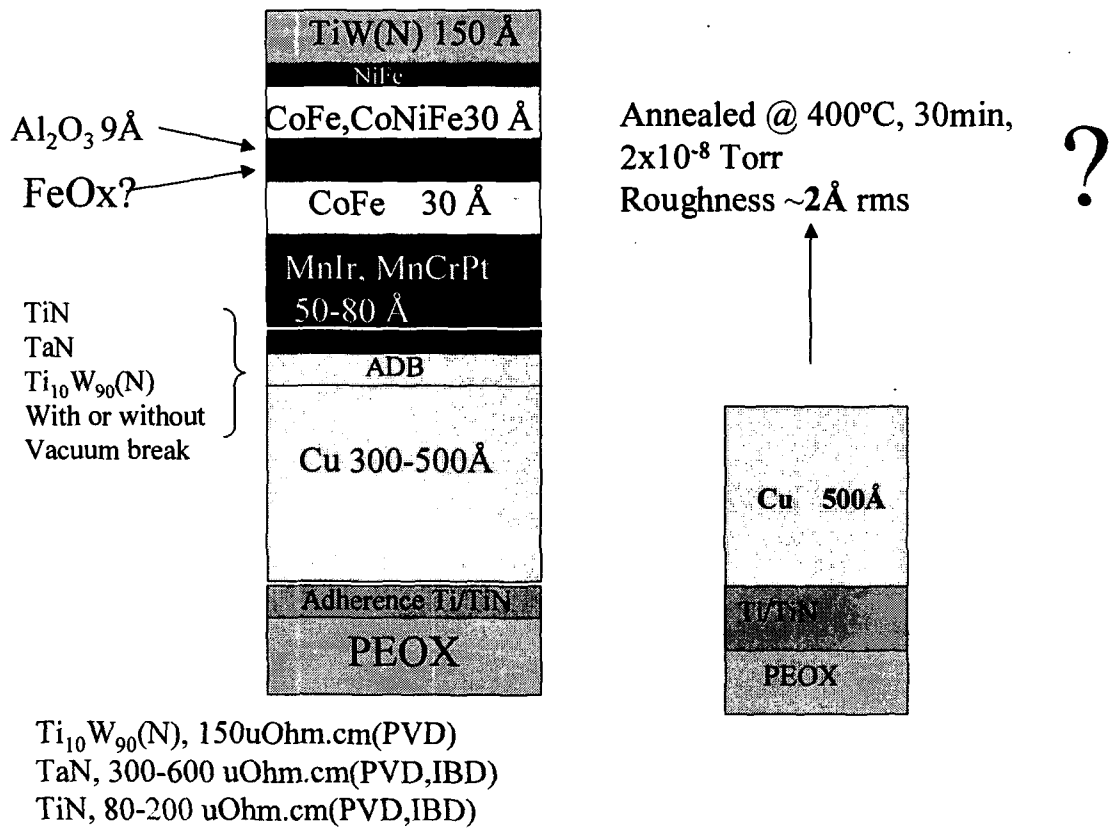 TiW(N) 150 Å
NiFe
CoFe,CoNiFe30 Å
Al₂O₃ 9Å
FeOx?
CoFe 30 Å
MnIr, MnCrPt
50-80 Å
TiN
TaN
Ti₁₀W₉₀(N)
With or without
Vacuum break
ADB
Cu 300-500Å
Adherence Ti/TiN
PEOX
Annealed @ 400ºC, 30min,
2x10⁻⁸ Torr
Roughness ~2Å rms
?
Cu 500Å
Ti/TiN
PEOX
Ti₁₀W₉₀(N), 150uOhm.cm(PVD)
TaN, 300-600 uOhm.cm(PVD,IBD)
TiN, 80-200 uOhm.cm(PVD,IBD)